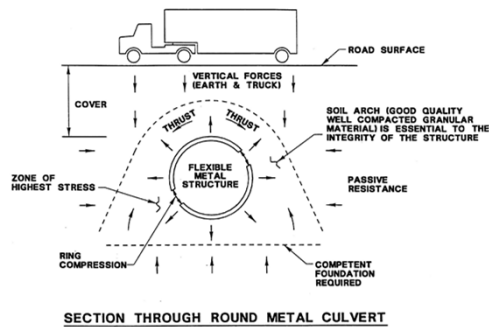 ROAD SURFACE
VERTICAL FORCES
(EARTH & TRUCK)
COVER
THRUST
THRUST
SOIL ARCH (GOOD QUALITY
WELL COMPACTED GRANULAR
MATERIAL) IS ESSENTIAL TO THE
INTEGRITY OF THE STRUCTURE
FLEXIBLE
METAL
STRUCTURE
ZONE OF
HIGHEST STRESS
PASSIVE
RESISTANCE
RING
COMPRESSION
COMPETENT
FOUNDATION
REQUIRED
SECTION THROUGH ROUND METAL CULVERT